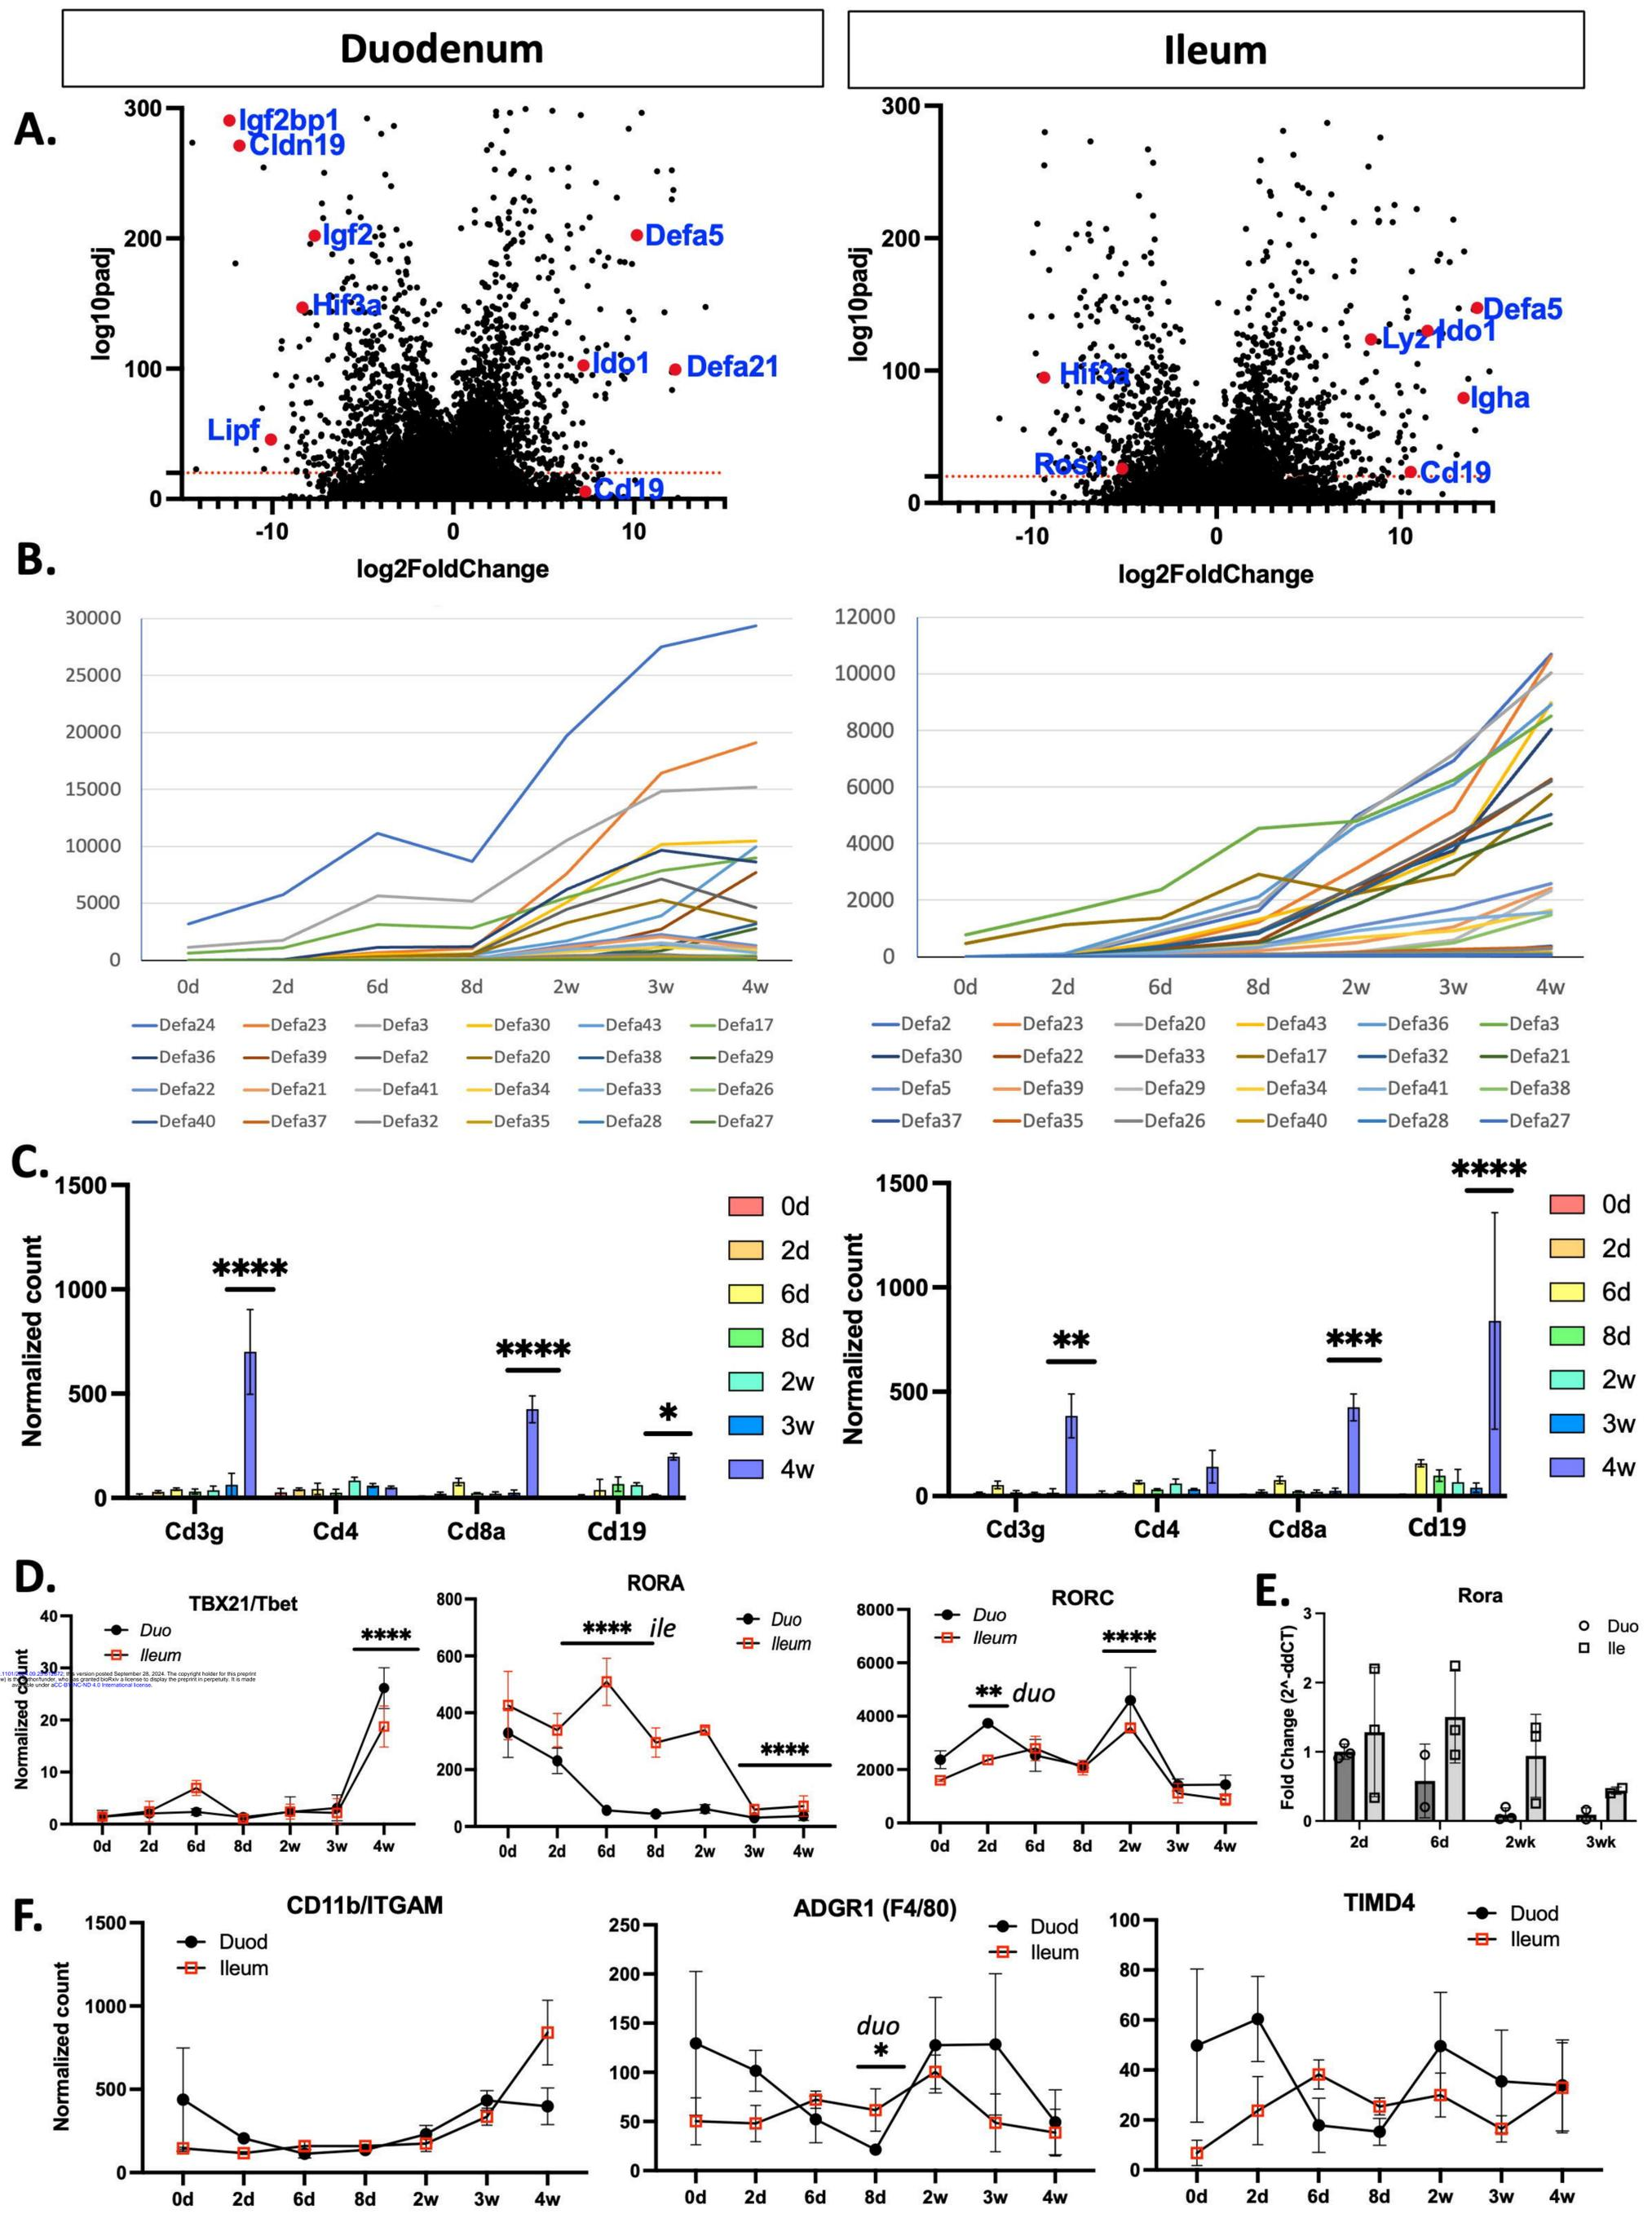 Duodenum
Ileum
A.
300
200
100
0
-10
0
10
log10padj
log2FoldChange
Igf2bp1
Cldn19
Igf2
Hif3a
Lipf
Defa5
Ido1
Defa21
Cd19
300
200
100
0
-10
0
10
log10padj
log2FoldChange
Hif3a
Ros1
Defa5
Ido1
Lyz1
Igha
Cd19
B.
30000
25000
20000
15000
10000
5000
0
0d 2d 6d 8d 2w 3w 4w
Defa24 Defa23 Defa3 Defa30 Defa43 Defa17
Defa36 Defa39 Defa2 Defa20 Defa38 Defa29
Defa22 Defa21 Defa41 Defa34 Defa33 Defa26
Defa40 Defa37 Defa32 Defa35 Defa28 Defa27
12000
10000
8000
6000
4000
2000
0
0d 2d 6d 8d 2w 3w 4w
Defa2 Defa23 Defa20 Defa43 Defa36 Defa3
Defa30 Defa22 Defa33 Defa17 Defa32 Defa21
Defa5 Defa39 Defa29 Defa34 Defa41 Defa38
Defa37 Defa35 Defa26 Defa40 Defa28 Defa27
C.
Normalized count
1500
1000
500
0
****
****
*
Cd3g Cd4 Cd8a Cd19
0d
2d
6d
8d
2w
3w
4w
Normalized count
1500
1000
500
0
**
***
****
Cd3g Cd4 Cd8a Cd19
0d
2d
6d
8d
2w
3w
4w
D.
TBX21/Tbet
Duo
Ileum
****
Normalized count
40
30
20
10
0
0d 2d 6d 8d 2w 3w 4w
RORA
Duo
Ileum
**** ile
****
800
600
400
200
0
0d 2d 6d 8d 2w 3w 4w
RORC
Duo
Ileum
** duo
****
8000
6000
4000
2000
0
0d 2d 6d 8d 2w 3w 4w
E.
Rora
Duo
Ile
Fold Change (2^-ddCT)
3
2
1
0
2d 6d 2wk 3wk
F.
CD11b/ITGAM
Duod
Ileum
Normalized count
1500
1000
500
0
0d 2d 6d 8d 2w 3w 4w
ADGR1 (F4/80)
Duod
Ileum
duo
*
250
200
150
100
50
0
0d 2d 6d 8d 2w 3w 4w
TIMD4
Duod
Ileum
100
80
60
40
20
0
0d 2d 6d 8d 2w 3w 4w